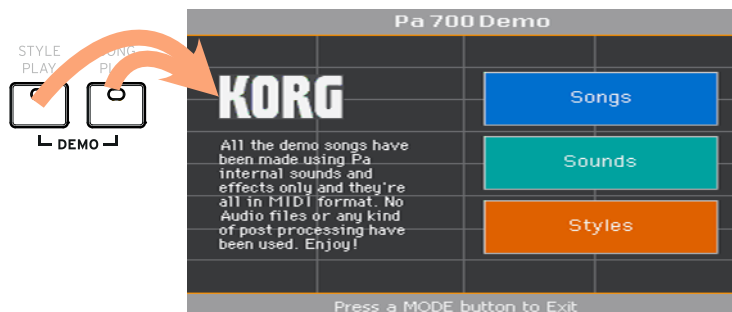 Pa700 Demo
STYLE
PLAY
DEMO
KORG
All the demo songs have
been made using Pa
internal sounds and
effects only and they're
all in MIDI format. No
Audio files or any kind
of post processing have
been used. Enjoy!
Songs
Sounds
Styles
Press a MODE button to Exit